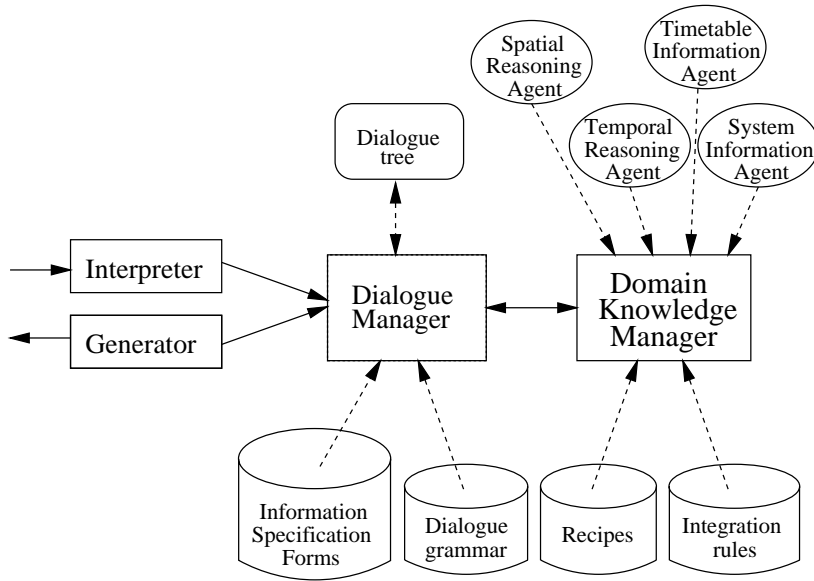 Spatial
Reasoning
Agent
Timetable
Information
Agent
Dialogue
tree
Temporal
Reasoning
Agent
System
Information
Agent
Interpreter
Generator
Dialogue
Manager
Domain
Knowledge
Manager
Information
Specification
Forms
Dialogue
grammar
Recipes
Integration
rules